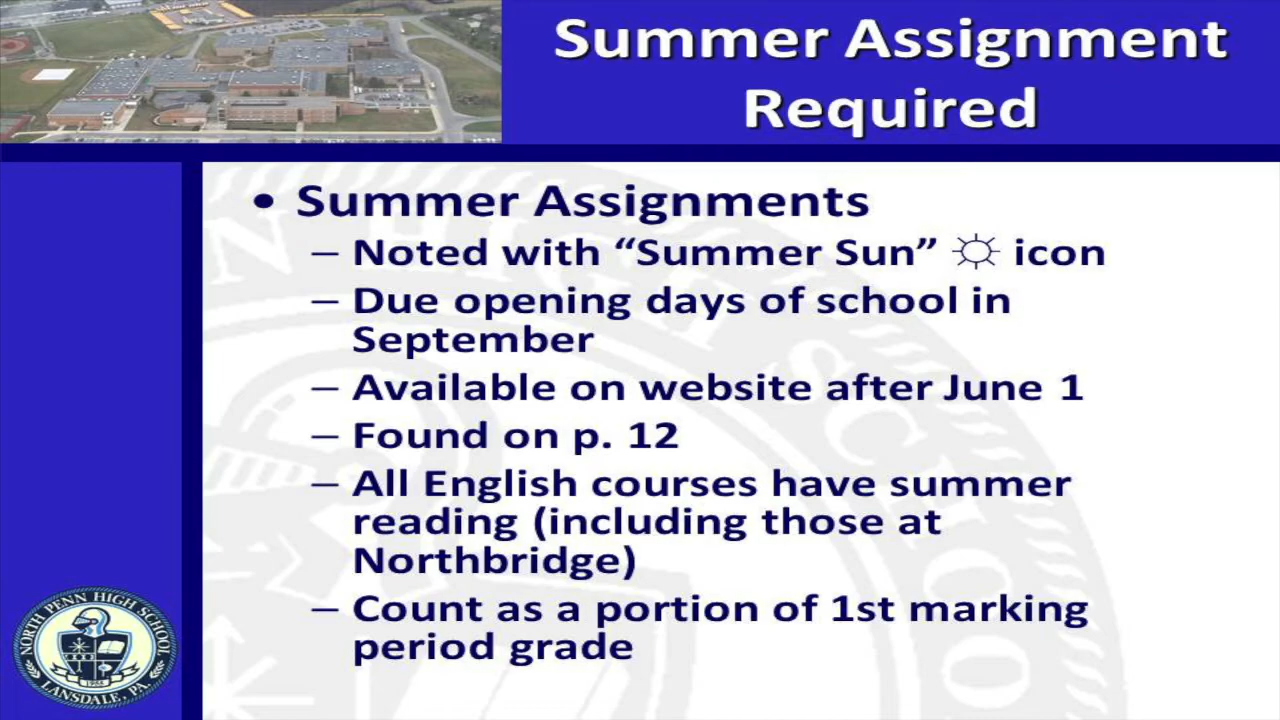 Summer Assignment
Required
• Summer Assignments
– Noted with “Summer Sun” ☼ icon
– Due opening days of school in
September
– Available on website after June 1
– Found on p. 12
– All English courses have summer
reading (including those at
Northbridge)
– Count as a portion of 1st marking
period grade
NORTH PENN HIGH SCHOOL
LANSDALE, PA.